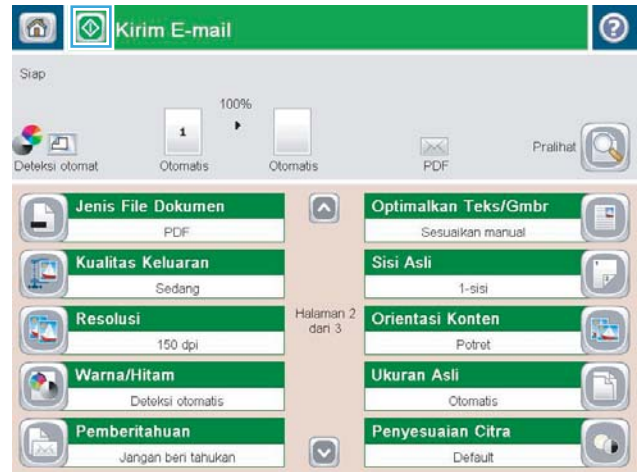 Kirim E-mail
Siap
100%
1
Deteksi otomat
Otomatis
Otomatis
PDF
Pralihat
Jenis File Dokumen
PDF
Optimalkan Teks/Gmbr
Sesuaikan manual
Kualitas Keluaran
Sedang
Sisi Asli
1-sisi
Resolusi
150 dpi
Halaman 2
dari 3
Orientasi Konten
Potret
Warna/Hitam
Deteksi otomatis
Ukuran Asli
Otomatis
Pemberitahuan
Jangan beri tahukan
Penyesuaian Citra
Default